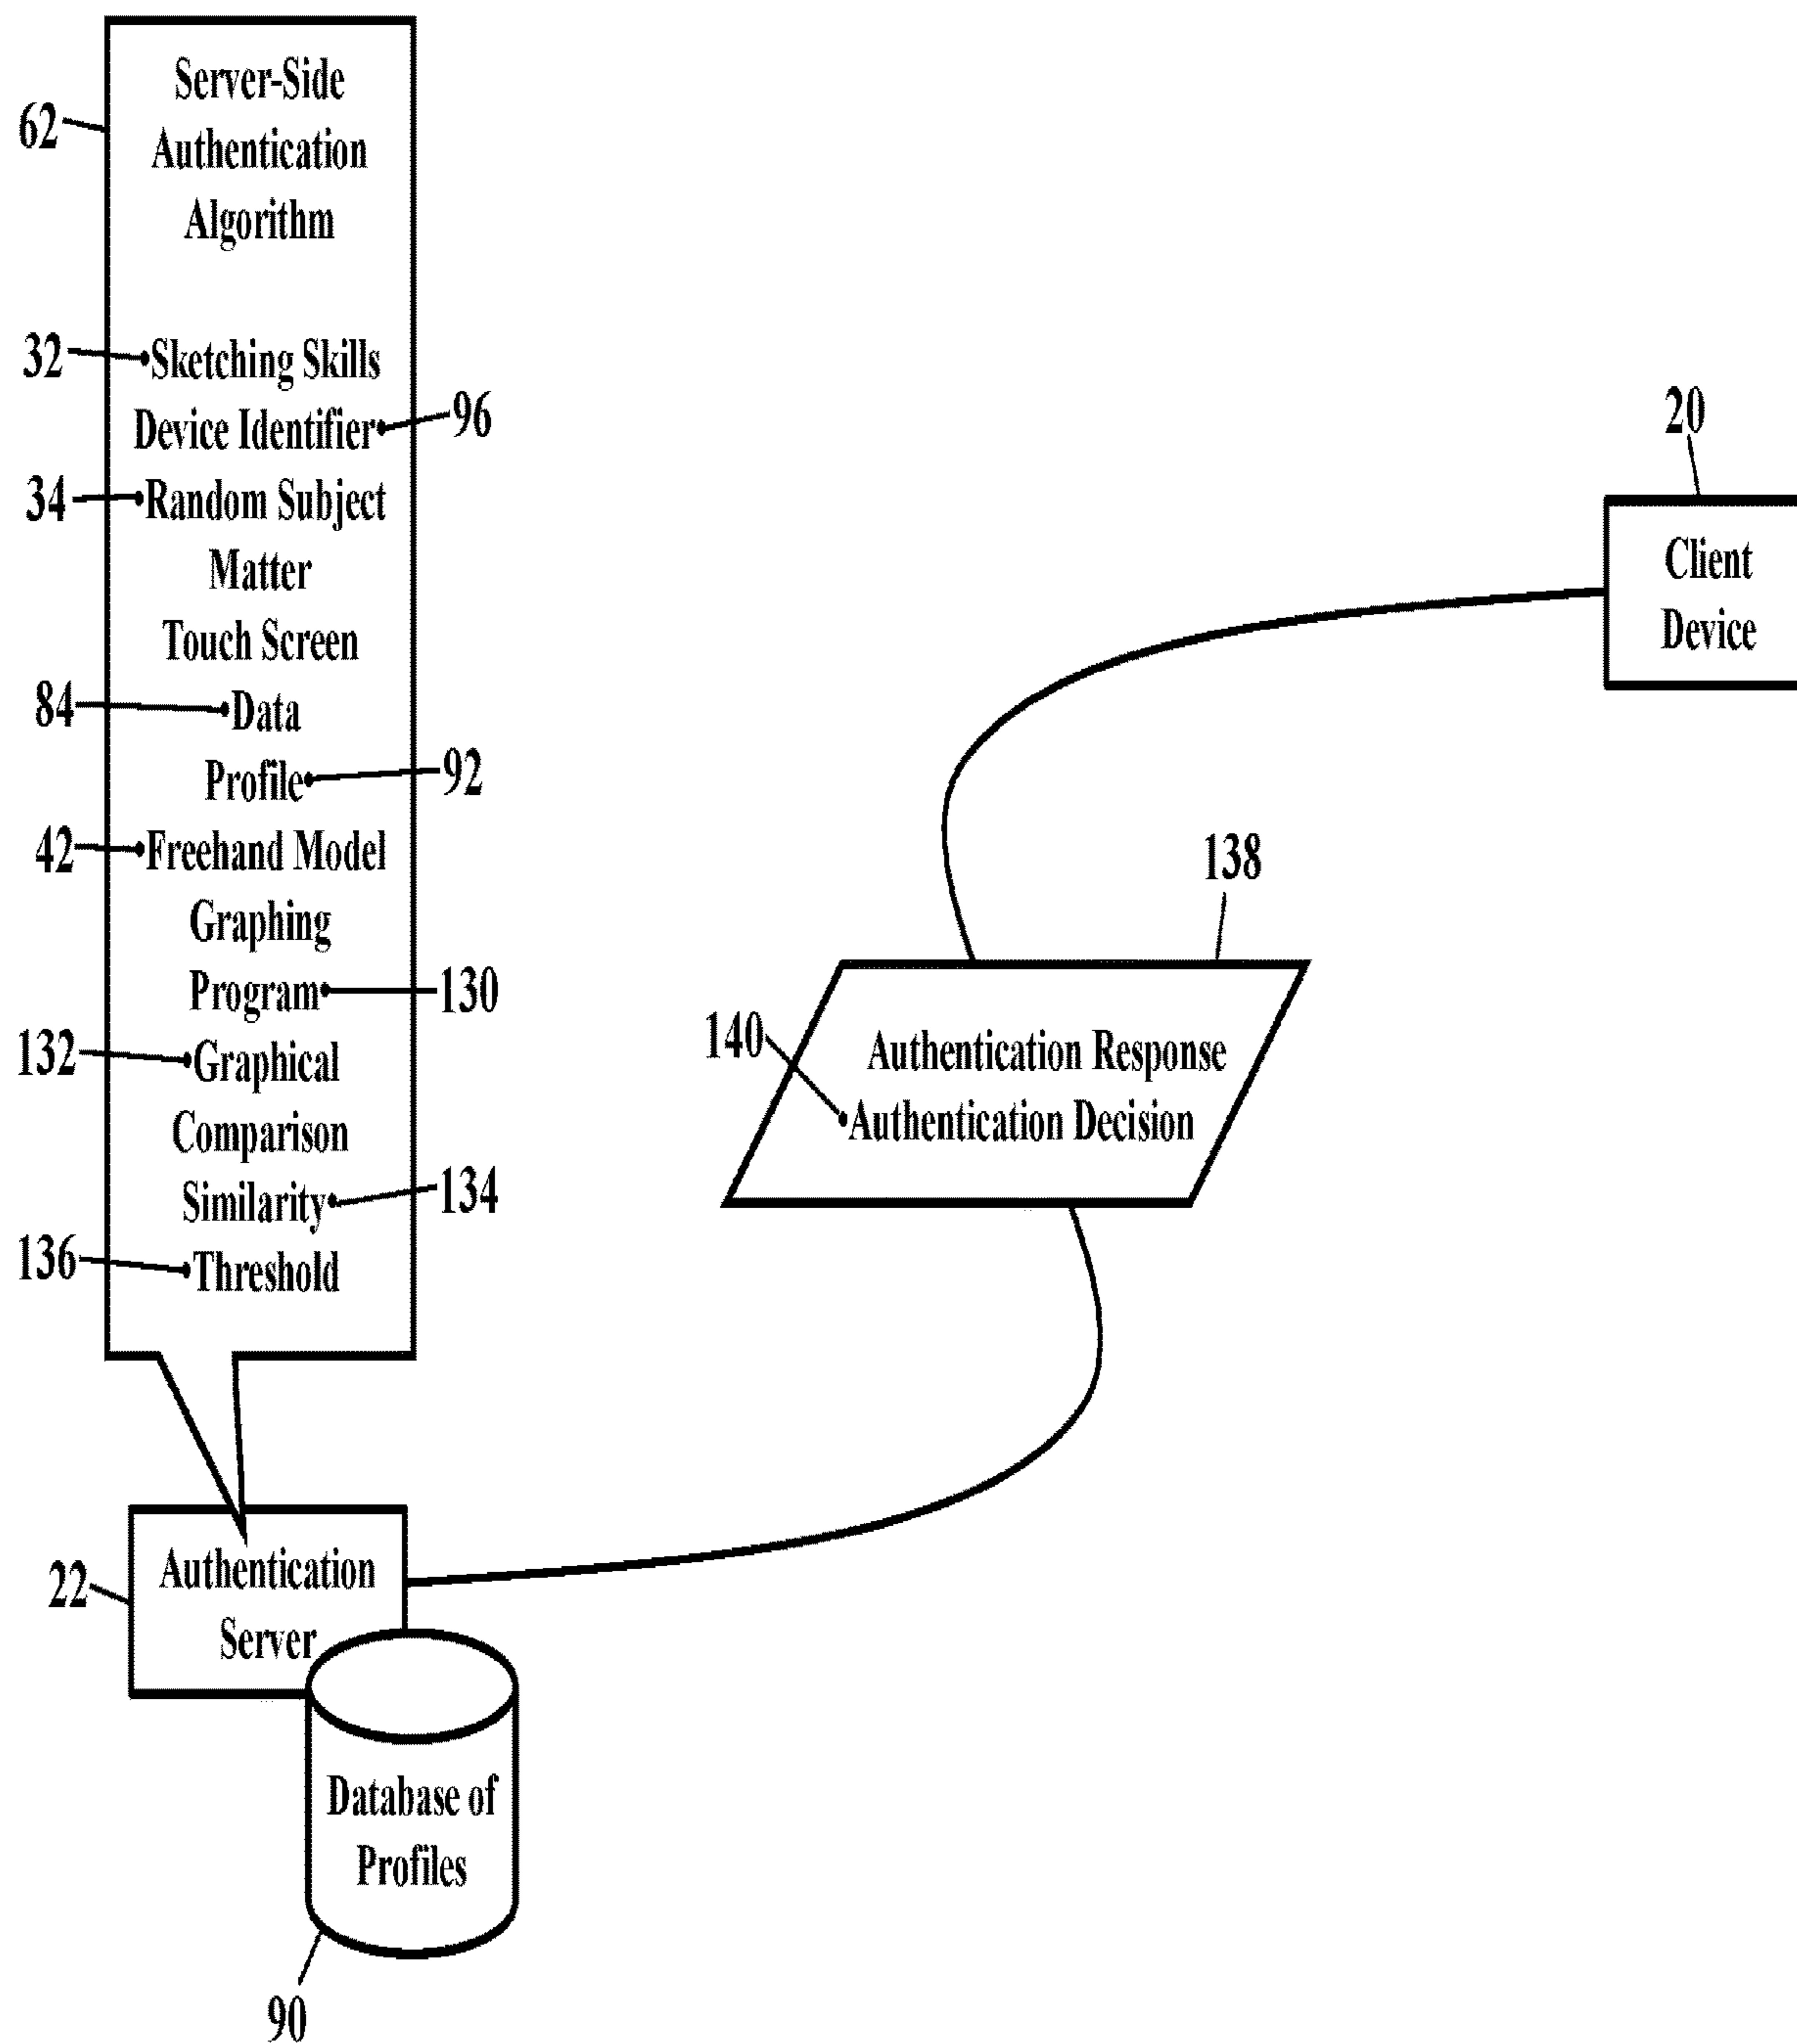 Server-Side
62
Authentication
Algorithm
32
Sketching Skills
Device Identifier
96
34
Random Subject
Matter
Touch Screen
84
Data
Profile
92
42
Freehand Model
Graphing
Program
130
132
Graphical
Comparison
Similarity
134
136
Threshold
20
Client
Device
138
140
Authentication Response
Authentication Decision
22
Authentication
Server
Database of
Profiles
90